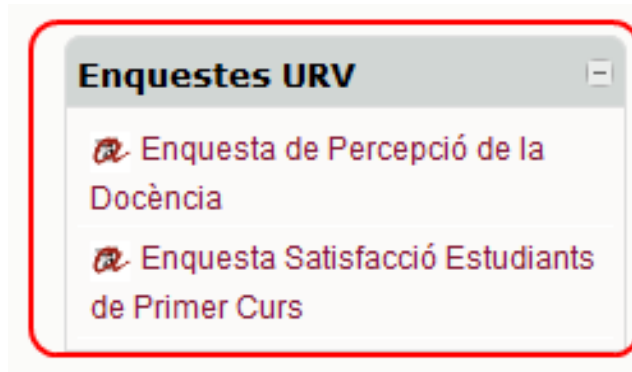 Enquestes URV
Enquesta de Percepció de la
Docència
Enquesta Satisfacció Estudiants
de Primer Curs